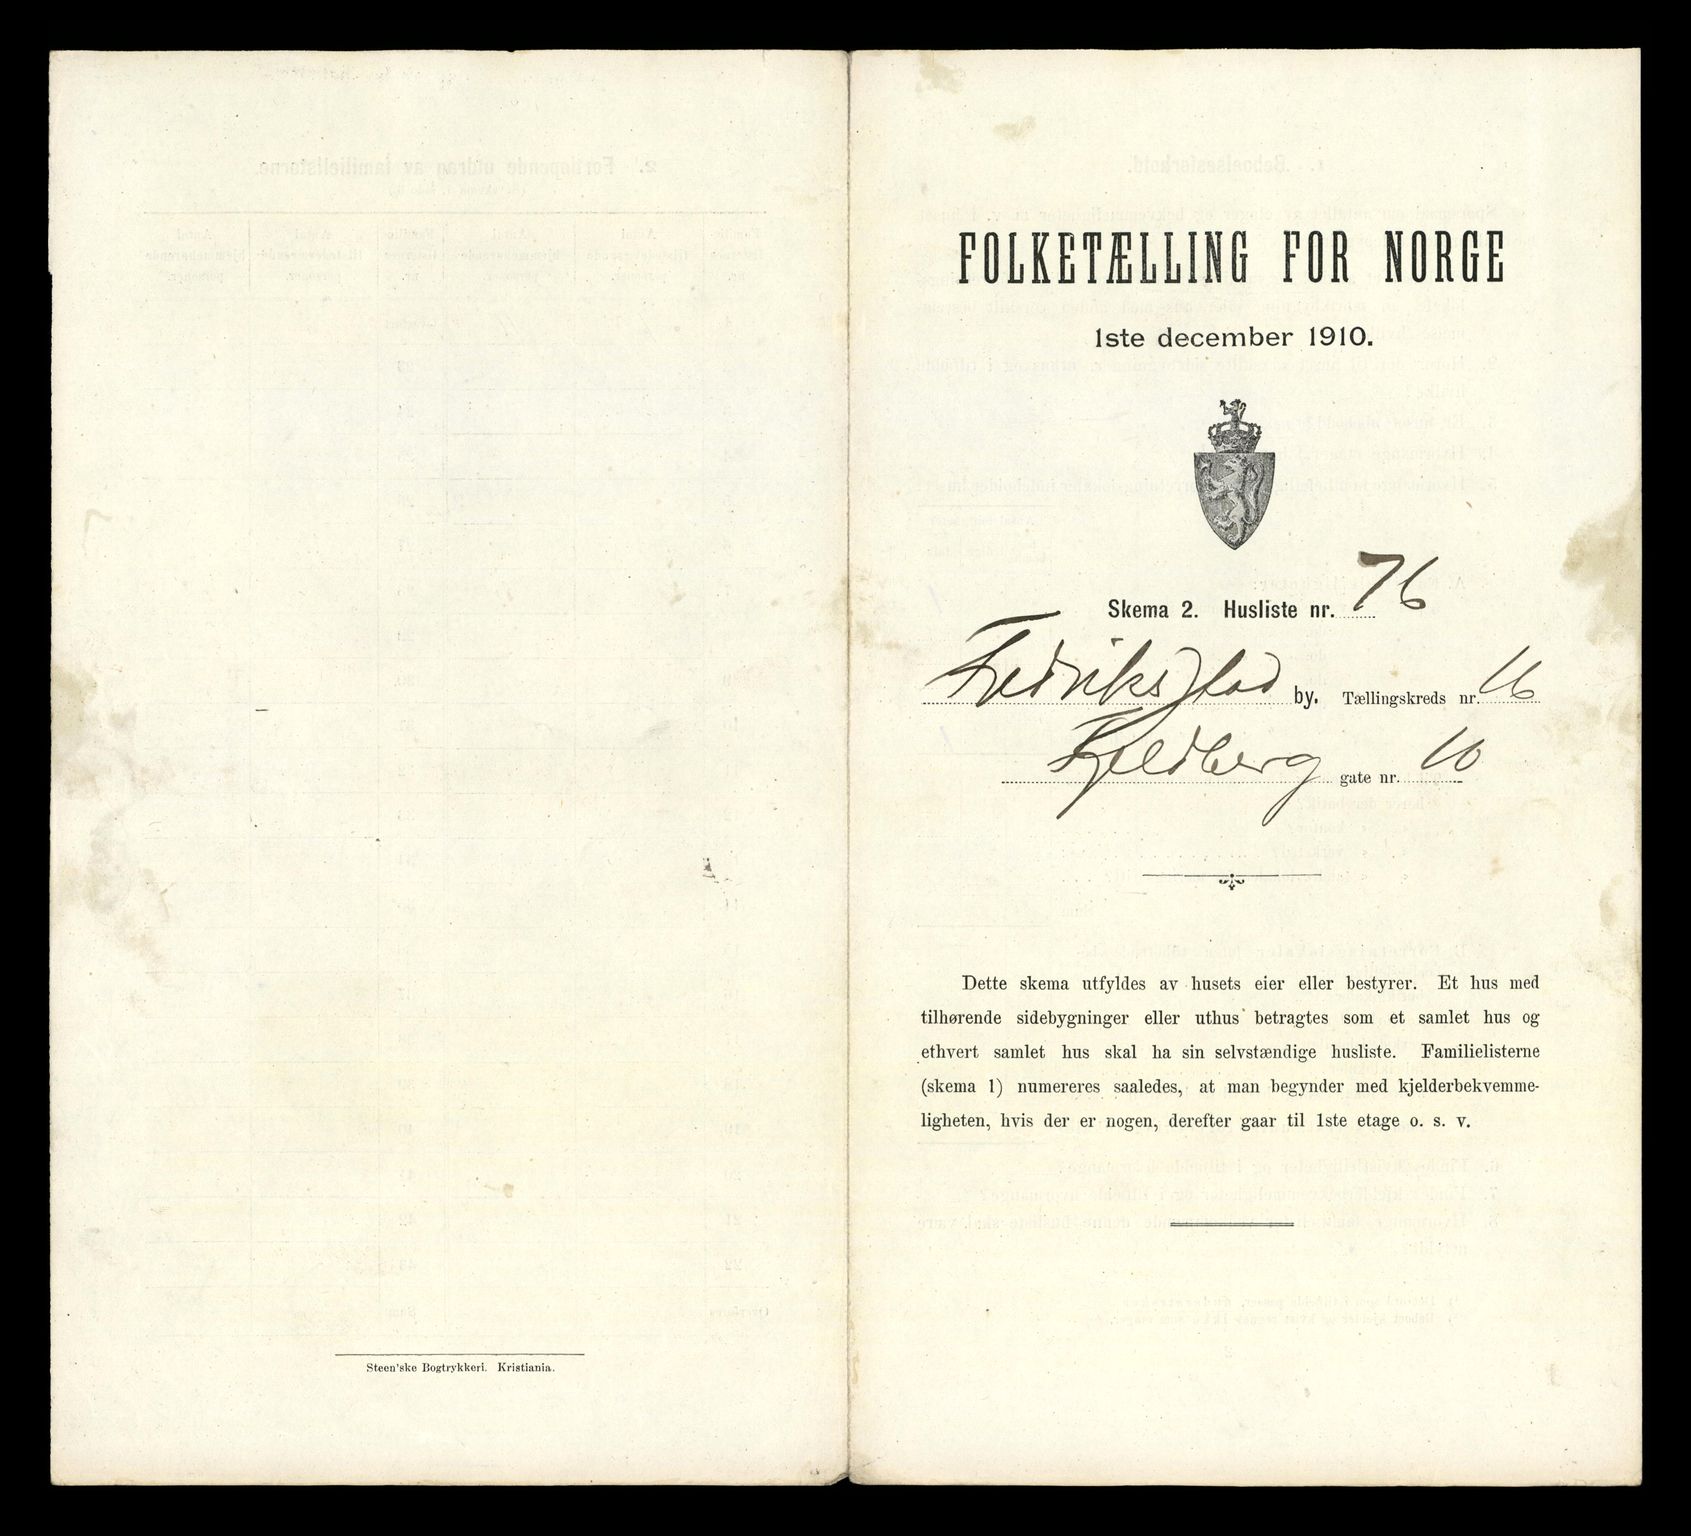 FOLKETÆLLING FOR NORGE
1ste december 1910.
Skema 2. Husliste nr. 76
Fredriksstad by. Tællingskreds nr. 16
Fjeldberg gate nr. 10
Dette skema utfyldes av husets eier eller bestyrer. Et hus med
tilhørende sidebygninger eller uthus betragtes som et samlet hus og
ethvert samlet hus skal ha sin selvstændige husliste. Familielisterne
(skema 1) numereres saaledes, at man begynder med kjelderbekvemme-
ligheten, hvis der er nogen, derefter gaar til 1ste etage o. s. v.
Steen'ske Bogtrykkeri. Kristiania.